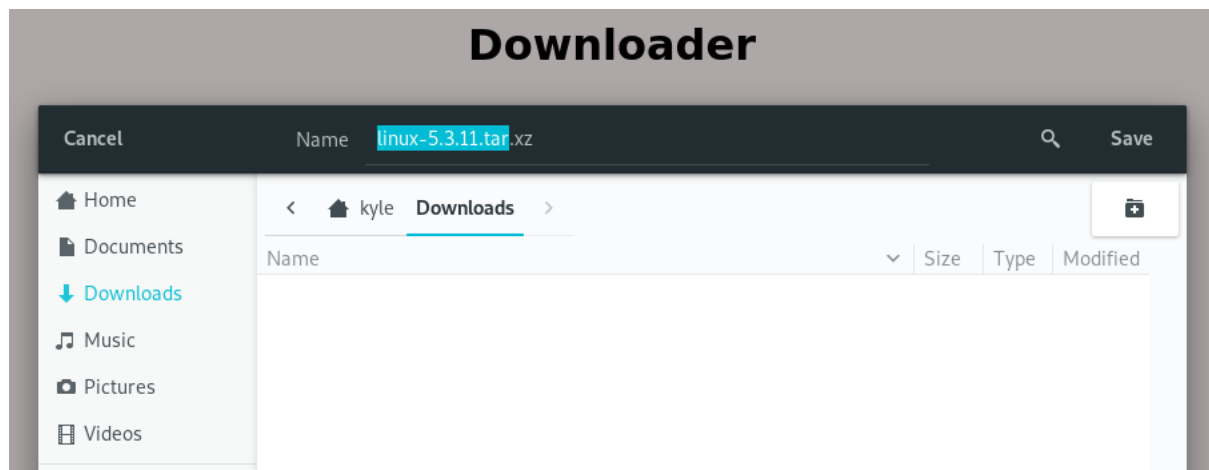 Downloader
Cancel Name linux-5.3.11.tar.xz Save
Home
Documents
Downloads
Music
Pictures
Videos
kyle Downloads
Name Size Type Modified